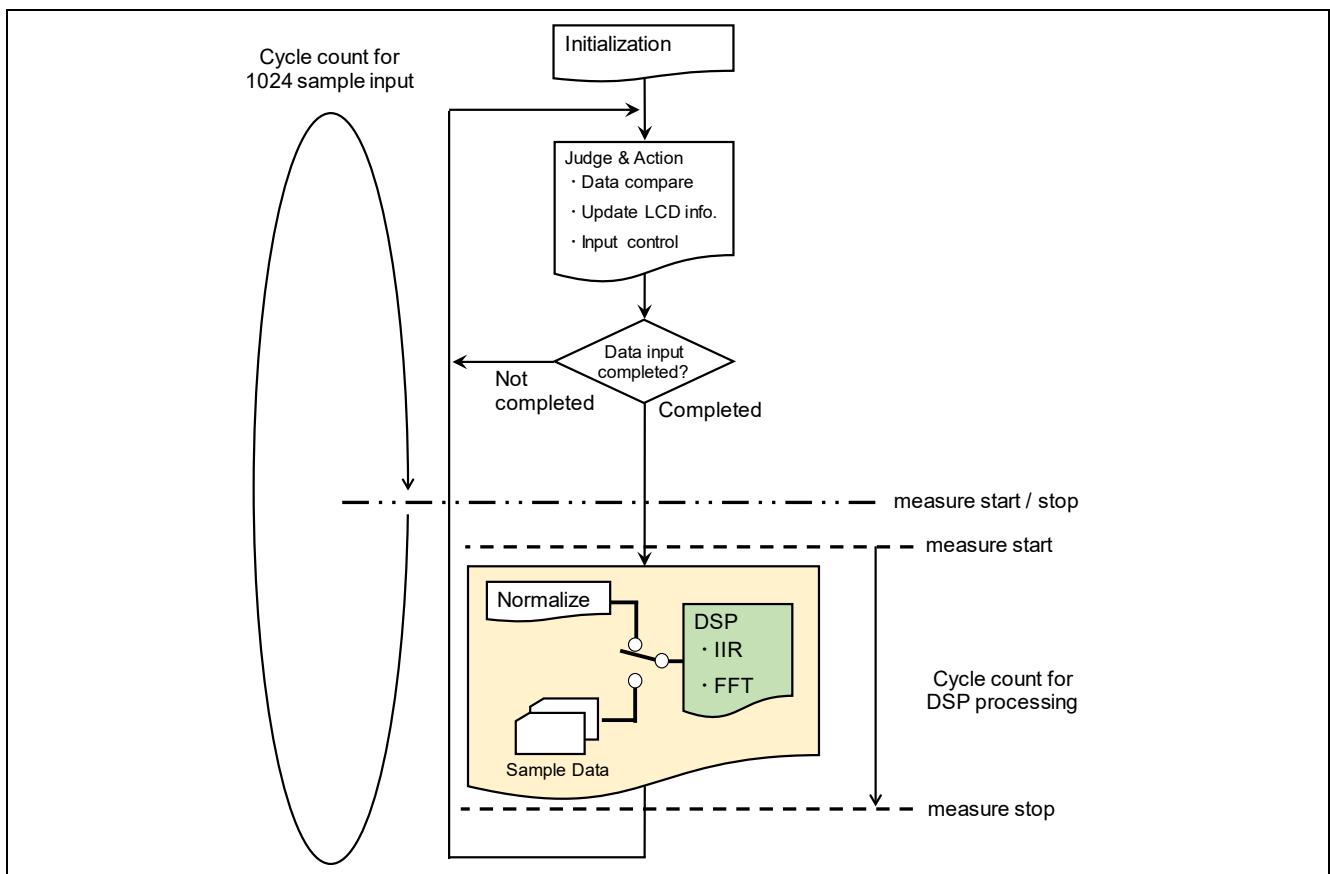 Initialization
Cycle count for
1024 sample input
Judge & Action
・Data compare
・Update LCD info.
・Input control
Data input
completed?
Not
completed
Completed
measure start / stop
measure start
Normalize
DSP
・IIR
・FFT
Cycle count for
DSP processing
Sample Data
measure stop